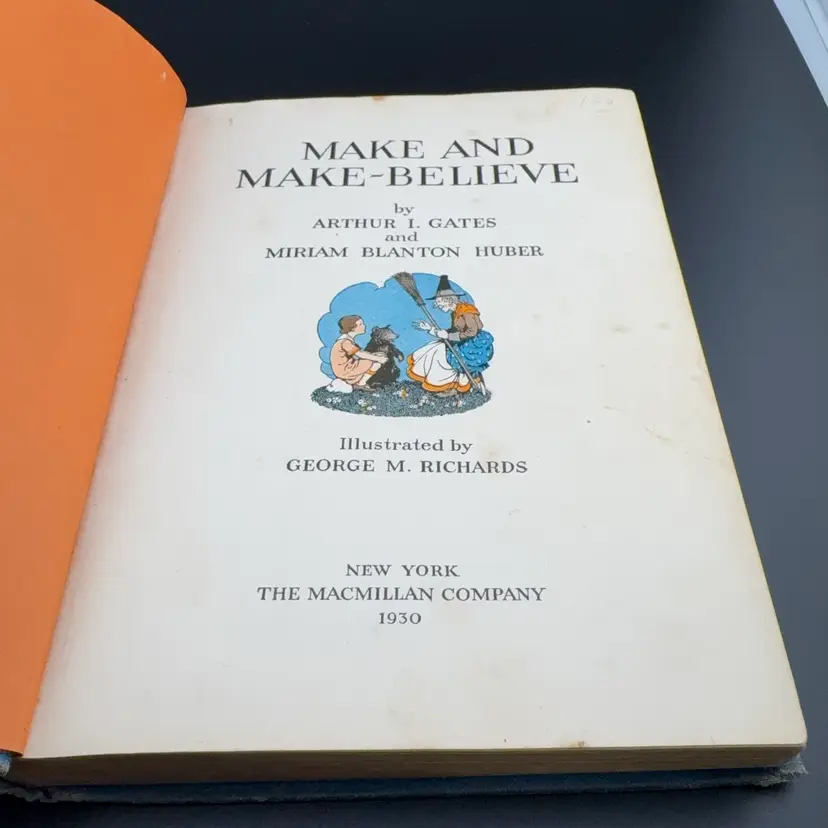 MAKE AND
MAKE-BELIEVE
by
ARTHUR I. GATES
and
MIRIAM BLANTON HUBER
Illustrated by
GEORGE M. RICHARDS
NEW YORK
THE MACMILLAN COMPANY
1930